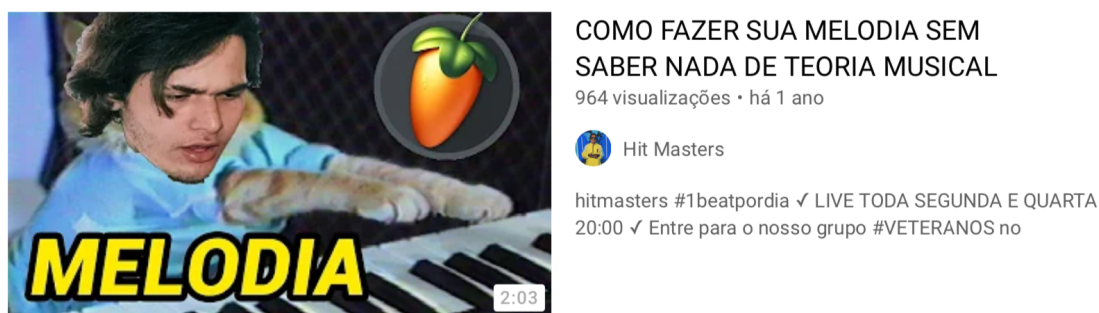 MELODIA
2:03
COMO FAZER SUA MELODIA SEM
SABER NADA DE TEORIA MUSICAL
964 visualizações • há 1 ano
Hit Masters
hitmasters #1beatpordia ✓ LIVE TODA SEGUNDA E QUARTA
20:00 ✓ Entre para o nosso grupo #VETERANOS no